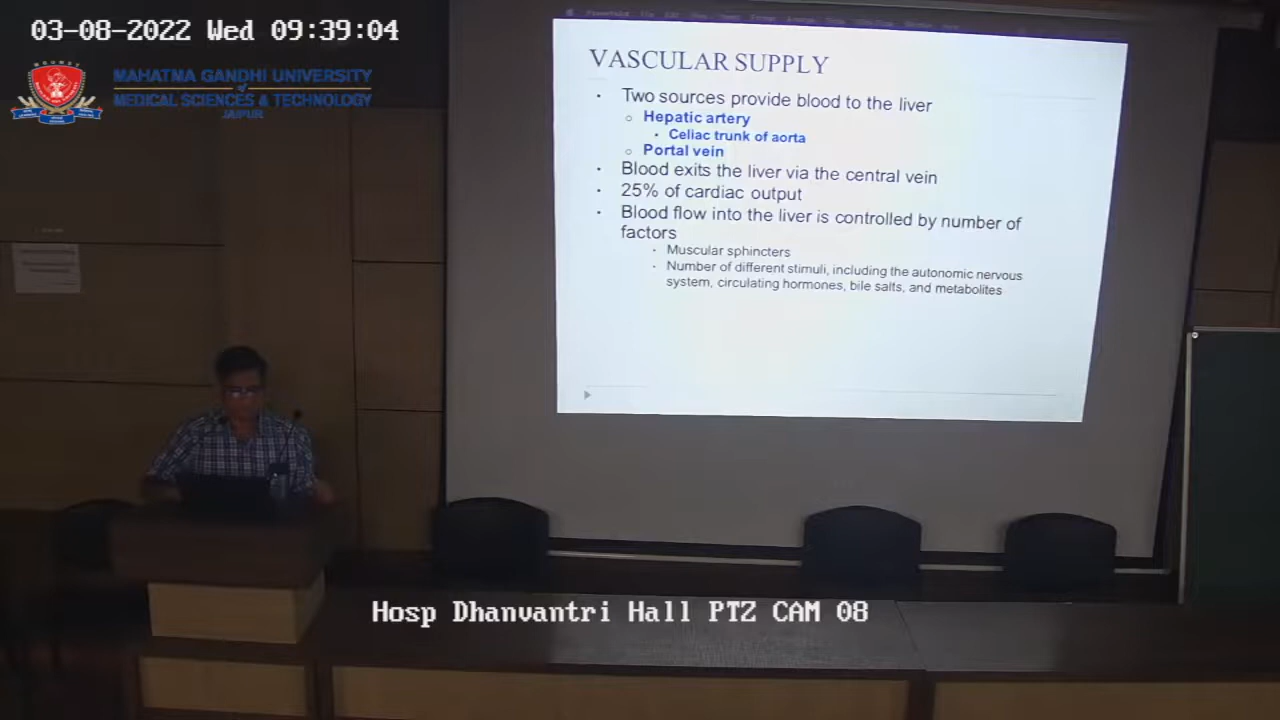 03-08-2022 Wed 09:39:04
MAHATMA GANDHI UNIVERSITY
of
MEDICAL SCIENCES & TECHNOLOGY
JAIPUR
VASCULAR SUPPLY
• Two sources provide blood to the liver
○ Hepatic artery
• Celiac trunk of aorta
○ Portal vein
• Blood exits the liver via the central vein
• 25% of cardiac output
• Blood flow into the liver is controlled by number of
factors
• Muscular sphincters
• Number of different stimuli, including the autonomic nervous
system, circulating hormones, bile salts, and metabolites
Hosp Dhanvantri Hall PTZ CAM 08